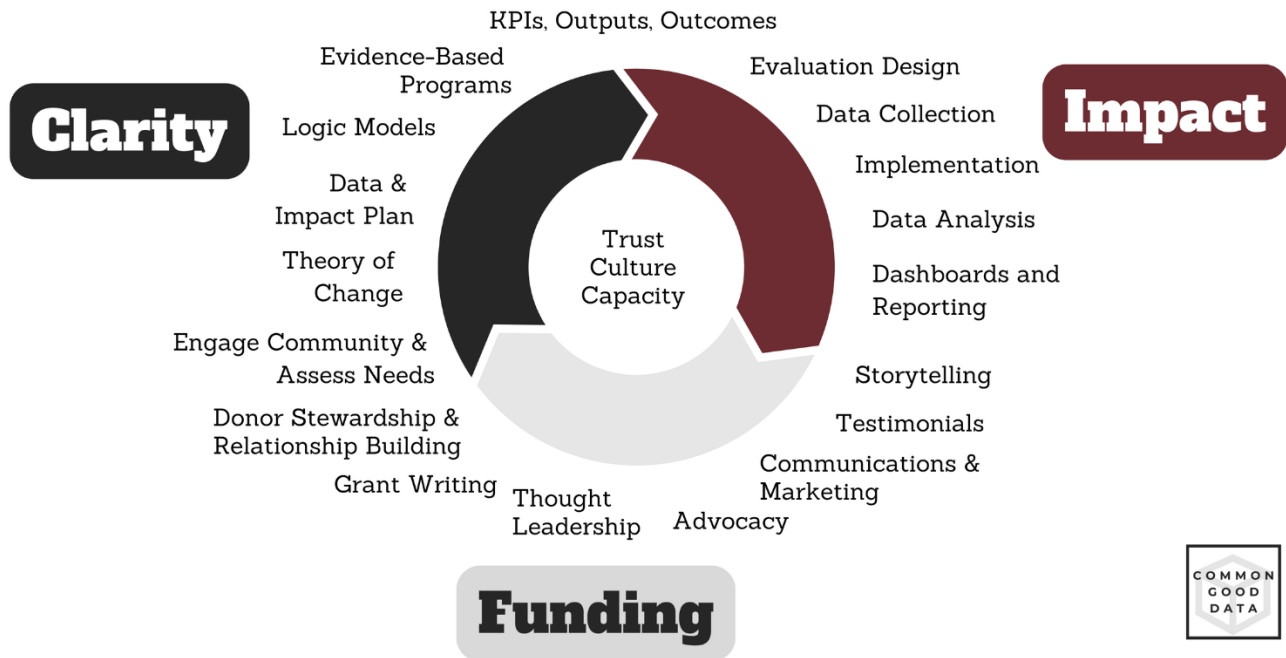 KPIs, Outputs, Outcomes
Evidence-Based
Programs
Evaluation Design
Clarity
Impact
Logic Models
Data Collection
Data &
Impact Plan
Implementation
Theory of
Change
Data Analysis
Trust
Culture
Capacity
Dashboards and
Reporting
Engage Community &
Assess Needs
Storytelling
Donor Stewardship &
Relationship Building
Testimonials
Grant Writing
Thought
Leadership
Advocacy
Communications &
Marketing
Funding
COMMON
GOOD
DATA